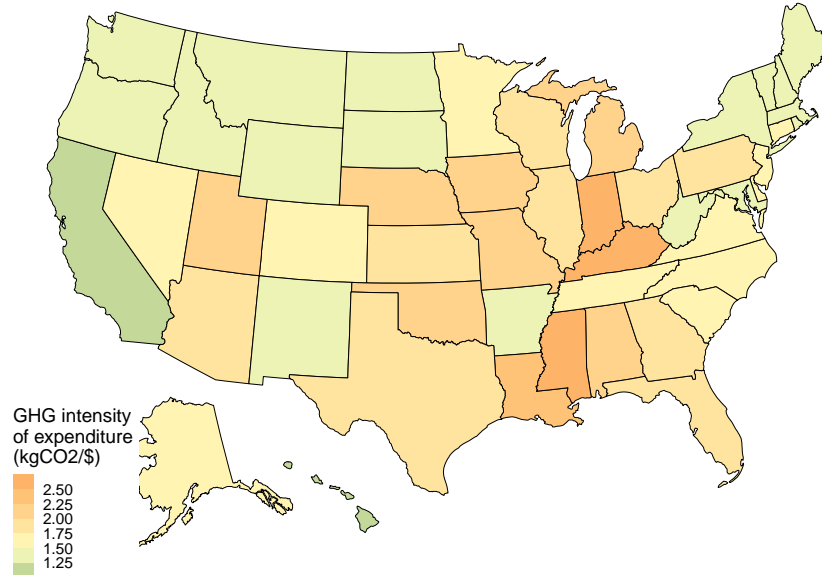 GHG intensity
of expenditure
(kgCO2/$)
2.50
2.25
2.00
1.75
1.50
1.25